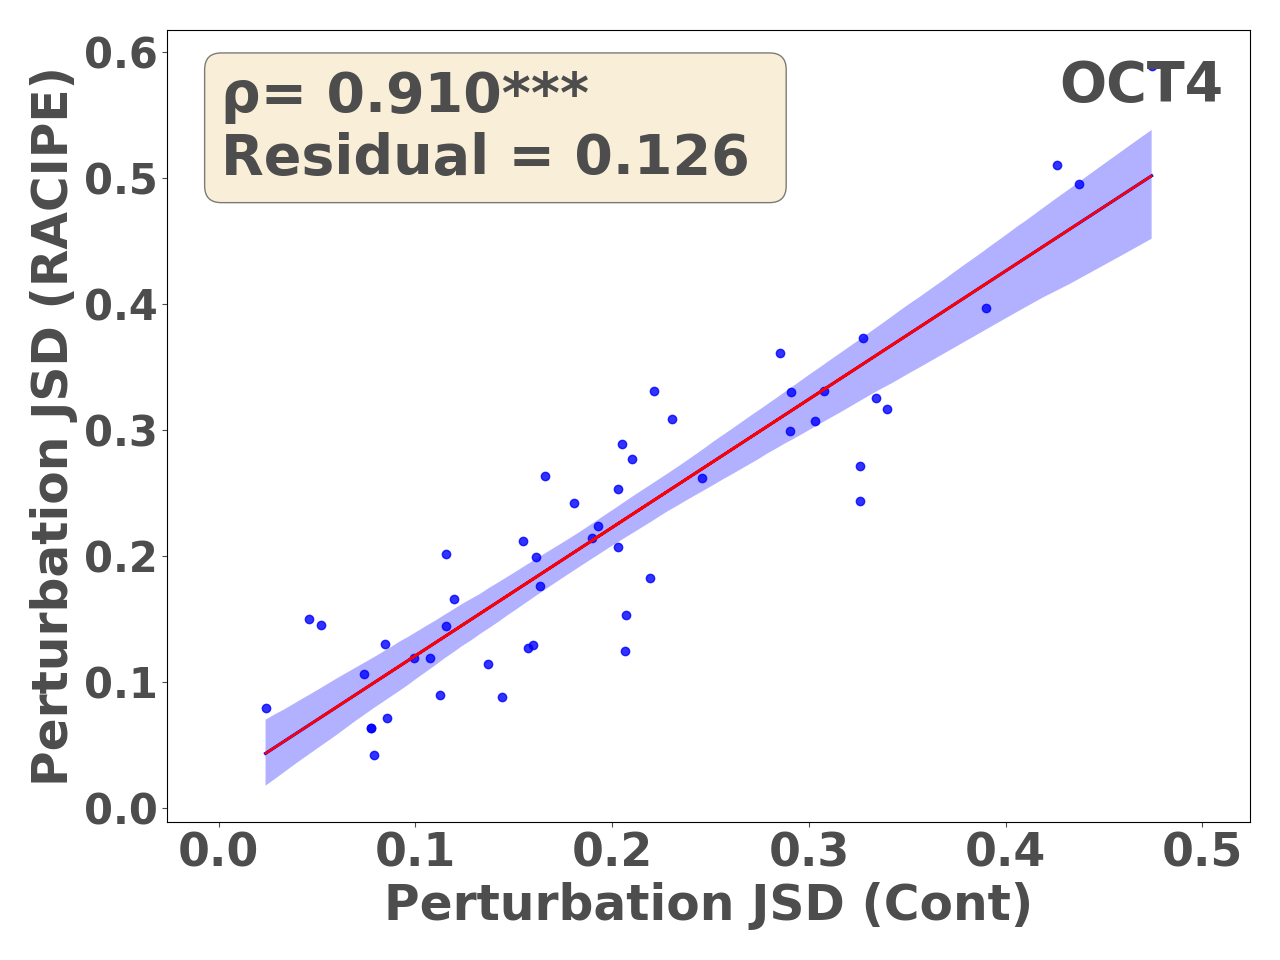 ρ= 0.910***
Residual = 0.126
OCT4
Perturbation JSD (RACIPE)
0.6
0.5
0.4
0.3
0.2
0.1
0.0
0.0 0.1 0.2 0.3 0.4 0.5
Perturbation JSD (Cont)